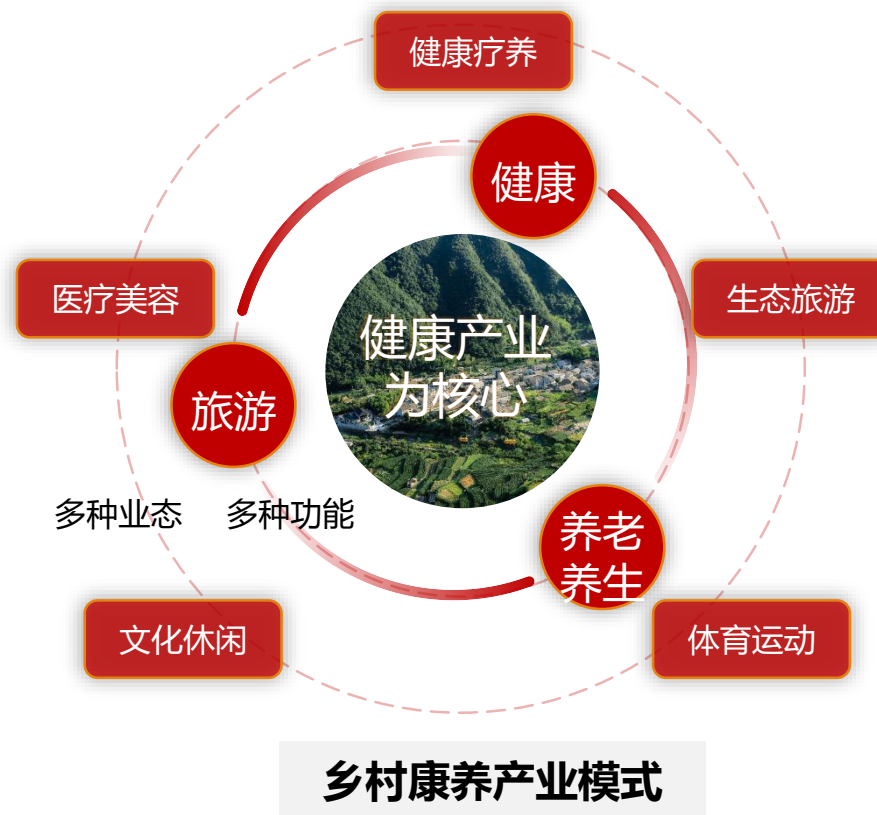 健康疗养
健康
医疗美容
生态旅游
健康产业
为核心
旅游
多种业态
多种功能
养老
养生
文化休闲
体育运动
乡村康养产业模式